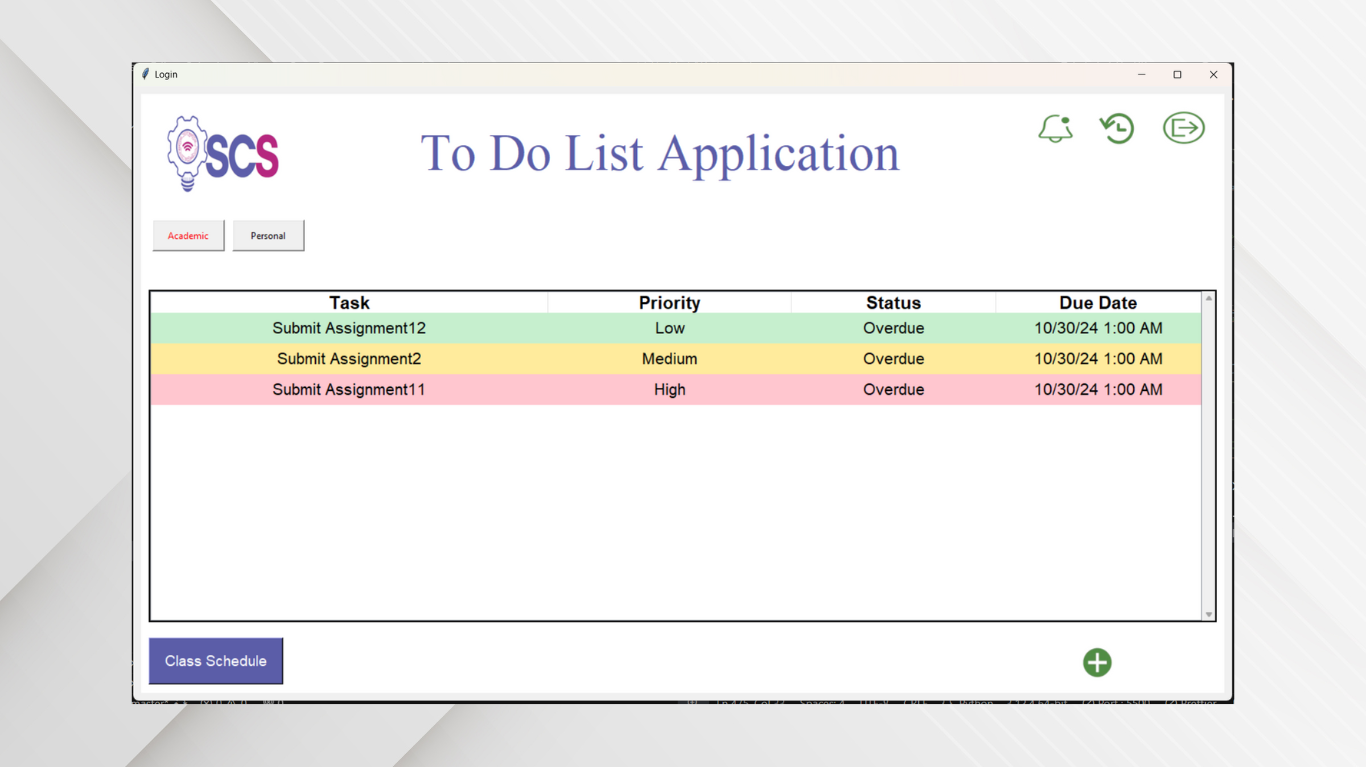 Login
SCS
To Do List Application
Academic Personal
Task Priority Status Due Date
Submit Assignment12 Low Overdue 10/30/24 1:00 AM
Submit Assignment2 Medium Overdue 10/30/24 1:00 AM
Submit Assignment11 High Overdue 10/30/24 1:00 AM
Class Schedule